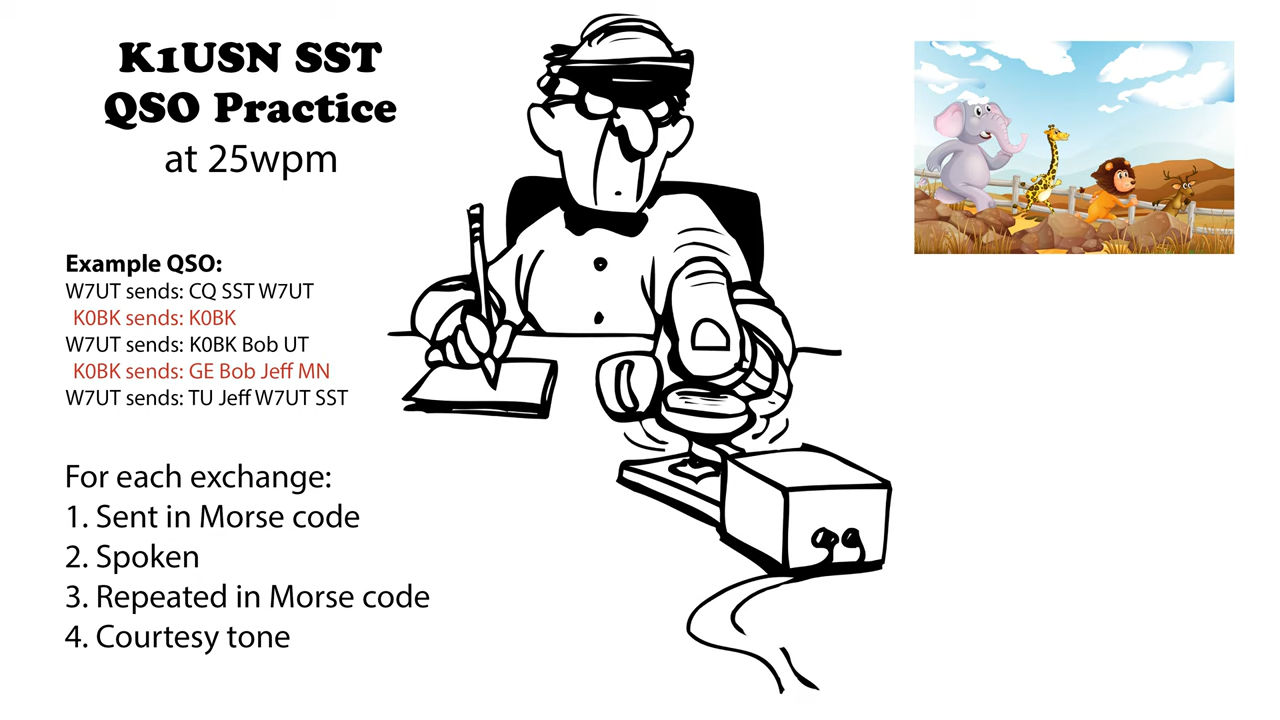 K1USN SST
QSO Practice
at 25wpm
Example QSO:
W7UT sends: CQ SST W7UT
K0BK sends: K0BK
W7UT sends: K0BK Bob UT
K0BK sends: GE Bob Jeff MN
W7UT sends: TU Jeff W7UT SST
For each exchange:
1. Sent in Morse code
2. Spoken
3. Repeated in Morse code
4. Courtesy tone